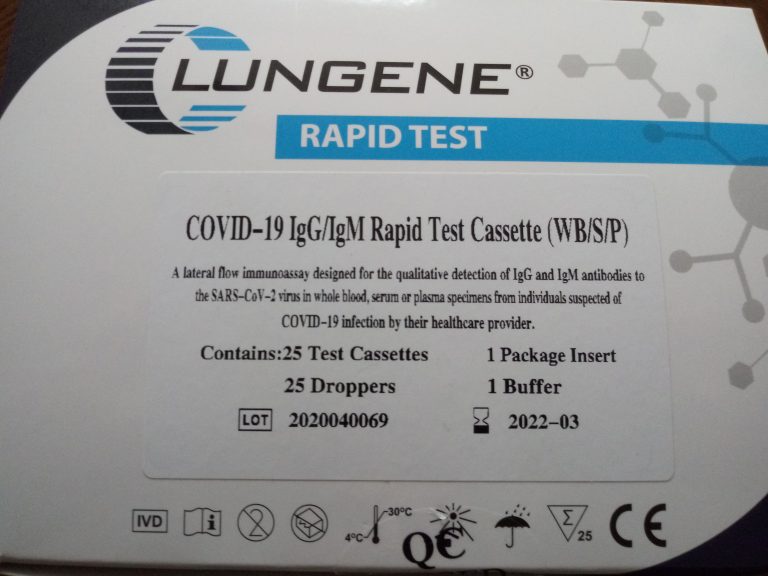 LUNGENE®
RAPID TEST
COVID-19 IgG/IgM Rapid Test Cassette (WB/S/P)
A lateral flow immunoassay designed for the qualitative detection of IgG and IgM antibodies to
the SARS-CoV-2 virus in whole blood, serum or plasma specimens from individuals suspected of
COVID-19 infection by their healthcare provider.
Contains:25 Test Cassettes 1 Package Insert
25 Droppers 1 Buffer
LOT 2020040069 2022-03
IVD i 2 4°C 30°C Σ 25 CE